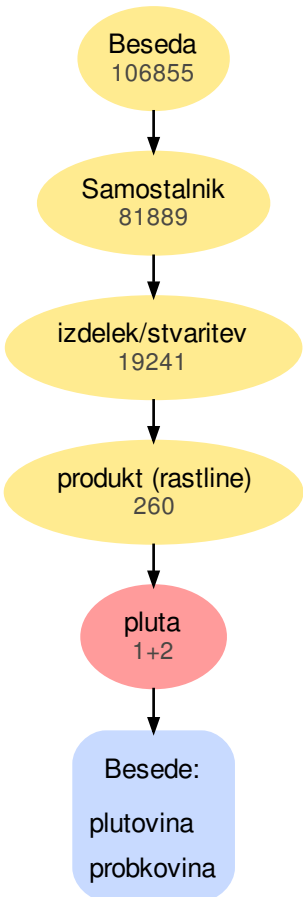 Beseda
106855
Samostalnik
81889
izdelek/stvaritev
19241
produkt (rastline)
260
pluta
1+2
Besede:
plutovina
probkovina